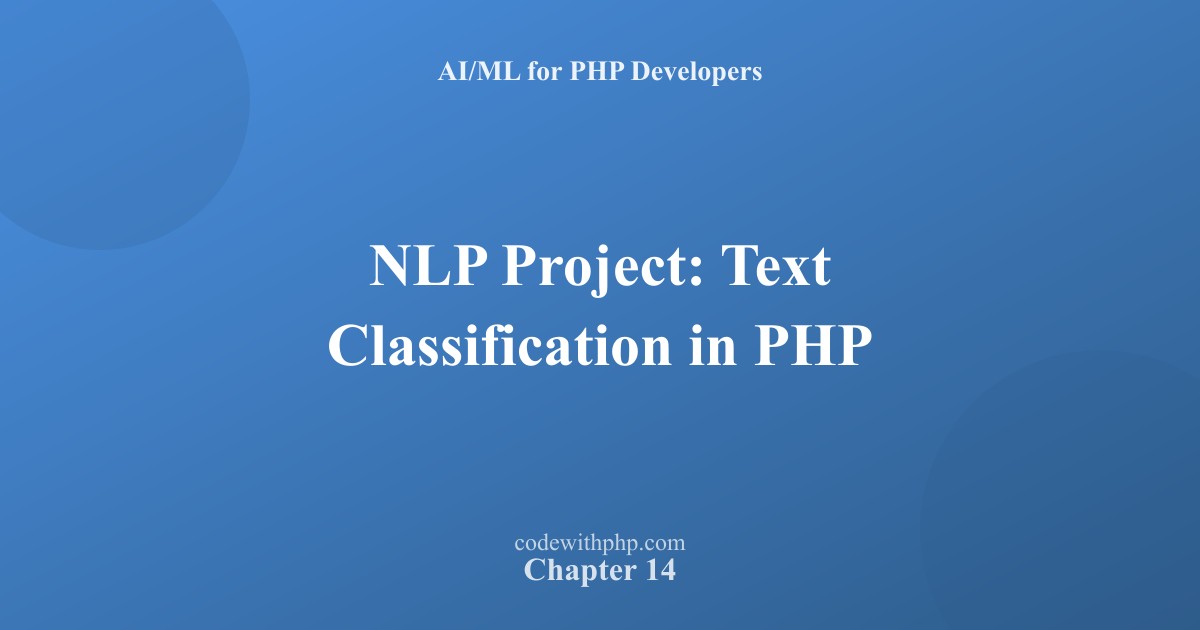 AI/ML for PHP Developers
NLP Project: Text
Classification in PHP
codewithphp.com
Chapter 14